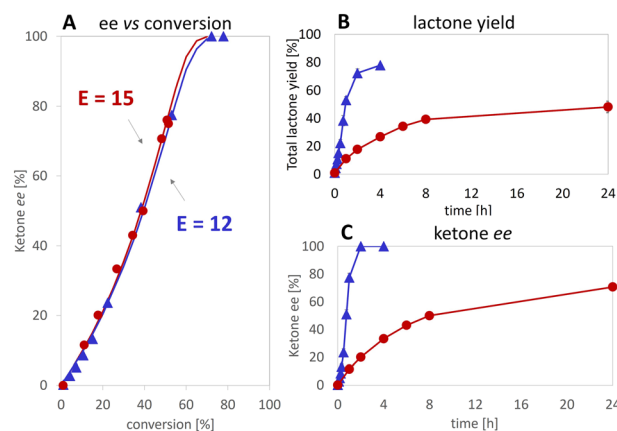 A ee vs conversion
100
80
60
40
20
0
0 20 40 60 80 100
Ketone ee [%]
conversion [%]
E = 15
E = 12
B lactone yield
100
80
60
40
20
0
0 4 8 12 16 20 24
Total lactone yield [%]
time [h]
C ketone ee
100
80
60
40
20
0
0 4 8 12 16 20 24
Ketone ee [%]
time [h]